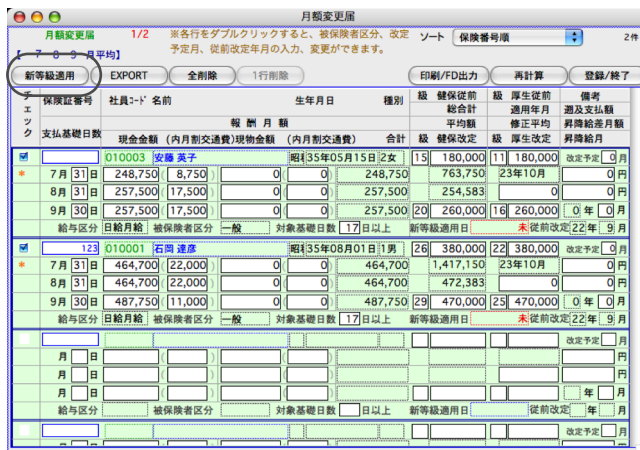 月額変更届
月額変更届 1/2 ※各行をダブルクリックすると、被保険者区分、改定 ソート 保険番号順 2件
【 7 8 9 月平均】 予定月、従前改定年月の入力、変更ができます。
新等級適用 EXPORT 全削除 1行削除 印刷/FD出力 再計算 登録/終了
チェック 保険証番号 社員コード 名前 生年月日 種別 級 健保従前 級 厚生従前 備考
報 酬 月 額 総合計 適用年月 遡及支払額
支払基礎日数 平均額 修正平均 昇降給差月額
現金金額 (内月割交通費)現物金額 (内月割交通費) 合計 級 健保改定 級 厚生改定 昇降給月
010003 安藤 英子 昭和35年05月15日 2女 15 180,000 11 180,000 改定予定 0 月
* 7月 31 日 248,750 ( 8,750 ) 0 ( 0 ) 248,750 763,750 23年10月 0 円
8月 31 日 257,500 ( 17,500 ) 0 ( 0 ) 257,500 254,583 0 0 円
9月 30 日 257,500 ( 17,500 ) 0 ( 0 ) 257,500 20 260,000 16 260,000 0 年 0 月
給与区分 日給月給 被保険者区分 一般 対象基礎日数 17 日以上 新等級適用日 未 従前改定 22 年 9 月
123 010001 石岡 達彦 昭和35年08月01日 1男 26 380,000 22 380,000 改定予定 0 月
* 7月 31 日 464,700 ( 22,000 ) 0 ( 0 ) 464,700 1,417,150 23年10月 0 円
8月 31 日 464,700 ( 22,000 ) 0 ( 0 ) 464,700 472,383 0 0 円
9月 30 日 487,750 ( 11,000 ) 0 ( 0 ) 487,750 29 470,000 25 470,000 0 年 0 月
給与区分 日給月給 被保険者区分 一般 対象基礎日数 17 日以上 新等級適用日 未 従前改定 22 年 9 月
改定予定 月
月 日 ( ) ( ) 円
月 日 ( ) ( ) 円
月 日 ( ) ( ) 年 月
給与区分 被保険者区分 対象基礎日数 日以上 新等級適用日 従前改定 年 月
改定予定 月